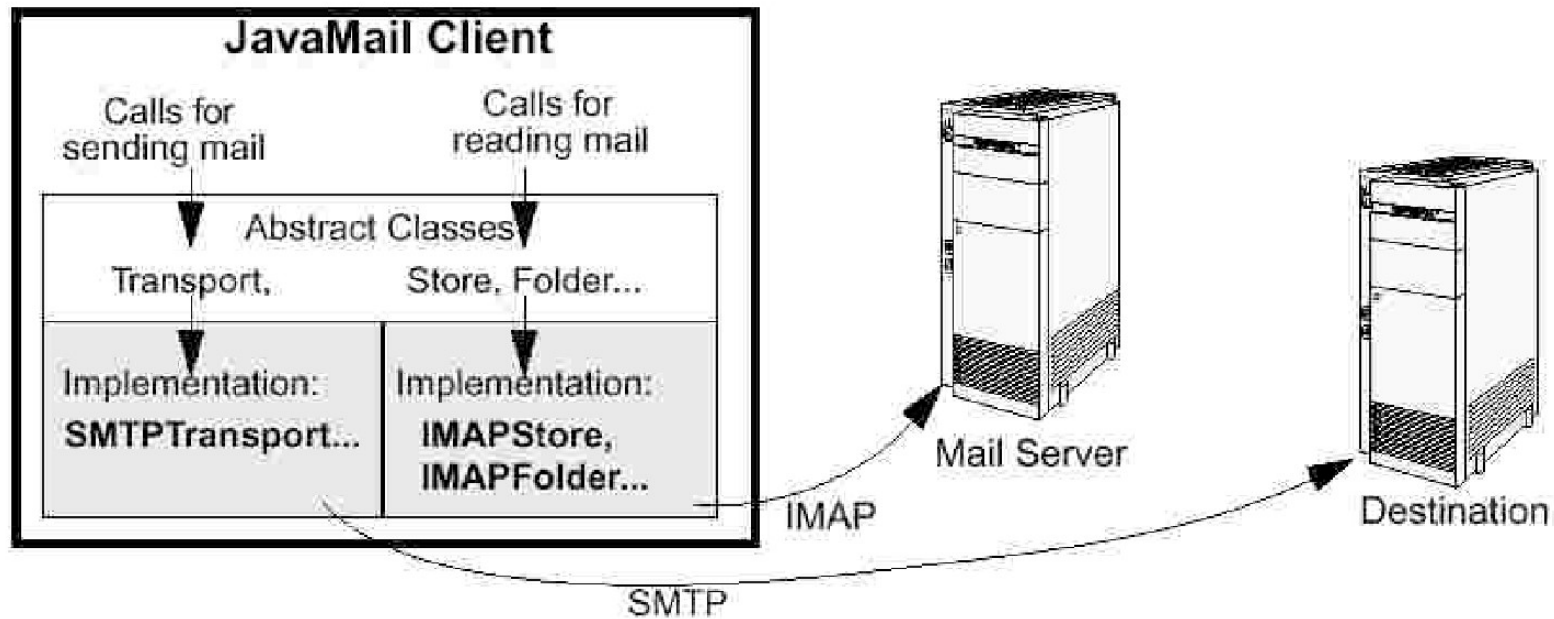 JavaMail Client
Calls for
sending mail
Calls for
reading mail
Abstract Classes
Transport,
Store, Folder...
Implementation:
SMTPTransport...
Implementation:
IMAPStore,
IMAPFolder...
Mail Server
Destination
IMAP
SMTP